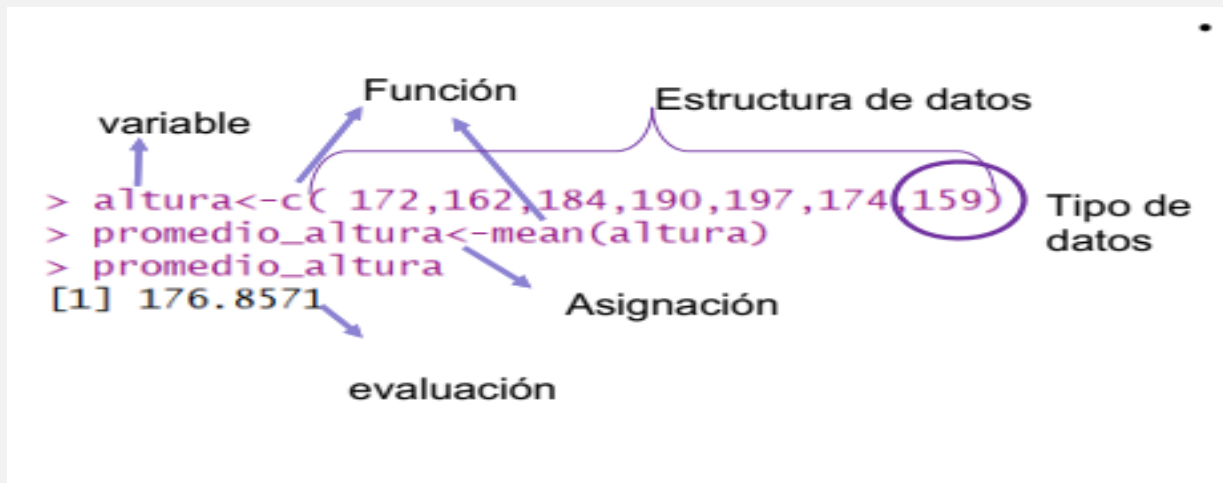 Función
Estructura de datos
variable
> altura<-c( 172,162,184,190,197,174,159)
> promedio_altura<-mean(altura)
> promedio_altura
[1] 176.8571
Tipo de
datos
Asignación
evaluación